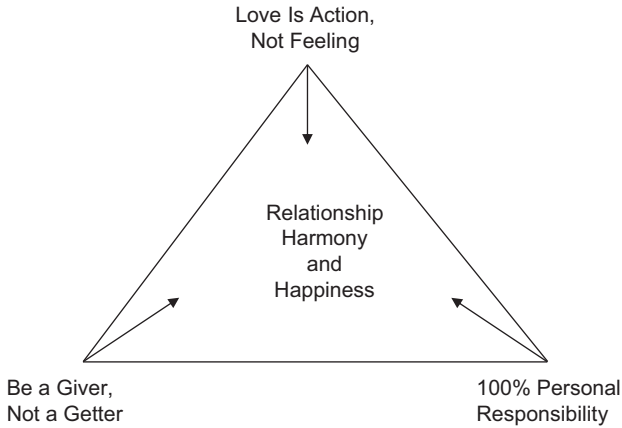 Love Is Action,
Not Feeling
Relationship
Harmony
and
Happiness
Be a Giver,
Not a Getter
100% Personal
Responsibility